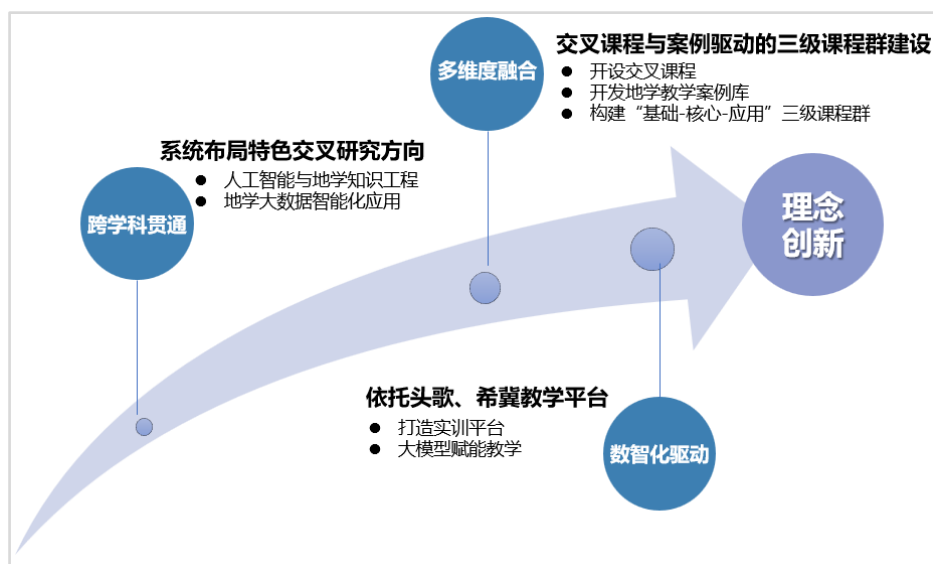 系统布局特色交叉研究方向
● 人工智能与地学知识工程
● 地学大数据智能化应用
跨学科贯通
多维度融合
交叉课程与案例驱动的三级课程群建设
● 开设交叉课程
● 开发地学教学案例库
● 构建“基础-核心-应用”三级课程群
理念
创新
依托头歌、希冀教学平台
● 打造实训平台
● 大模型赋能教学
数智化驱动